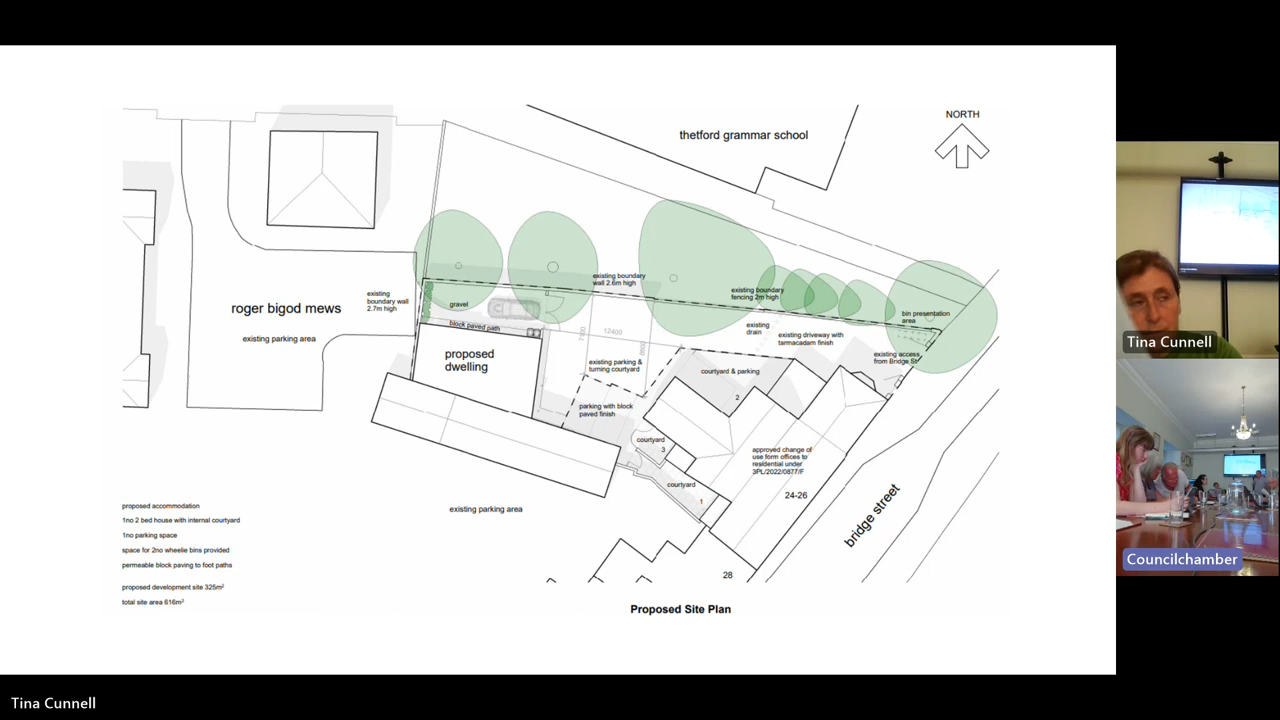 NORTH
thetford grammar school
existing boundary
wall 2.6m high
existing boundary
fencing 2m high
existing
boundary wall
2.7m high
roger bigod mews
existing parking area
gravel
block paved path
bin presentation
area
existing
drain
existing driveway with
tarmacadam finish
12400
7100
existing access
from Bridge St
proposed
dwelling
existing parking &
turning courtyard
courtyard & parking
2
parking with block
paved finish
courtyard
3
approved change of
use form offices to
residential under
3PL/2022/0877/F
courtyard
1
24-26
bridge street
existing parking area
28
proposed accommodation
1no 2 bed house with internal courtyard
1no parking space
space for 2no wheelie bins provided
permeable block paving to foot paths
proposed development site 325m²
total site area 616m²
Proposed Site Plan
Tina Cunnell
Councilchamber
Tina Cunnell